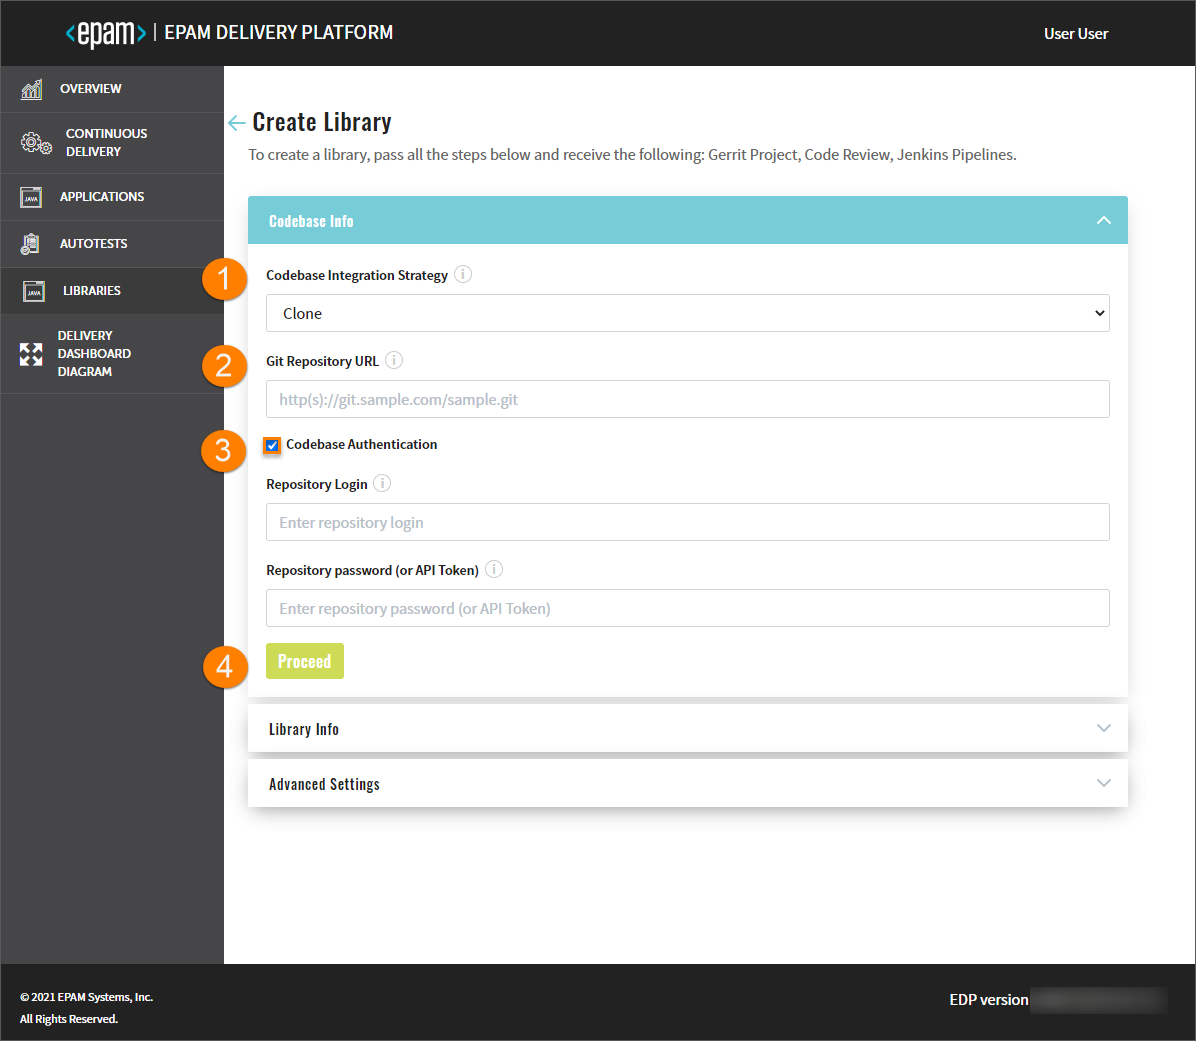 <epam> | EPAM DELIVERY PLATFORM
User User
OVERVIEW
CONTINUOUS
DELIVERY
JAVA APPLICATIONS
AUTOTESTS
JAVA LIBRARIES
DELIVERY
DASHBOARD
DIAGRAM
Create Library
To create a library, pass all the steps below and receive the following: Gerrit Project, Code Review, Jenkins Pipelines.
Codebase Info
1 Codebase Integration Strategy i
Clone
2 Git Repository URL i
http(s)://git.sample.com/sample.git
3 Codebase Authentication
Repository Login i
Enter repository login
Repository password (or API Token) i
Enter repository password (or API Token)
4 Proceed
Library Info
Advanced Settings
© 2021 EPAM Systems, Inc.
All Rights Reserved.
EDP version